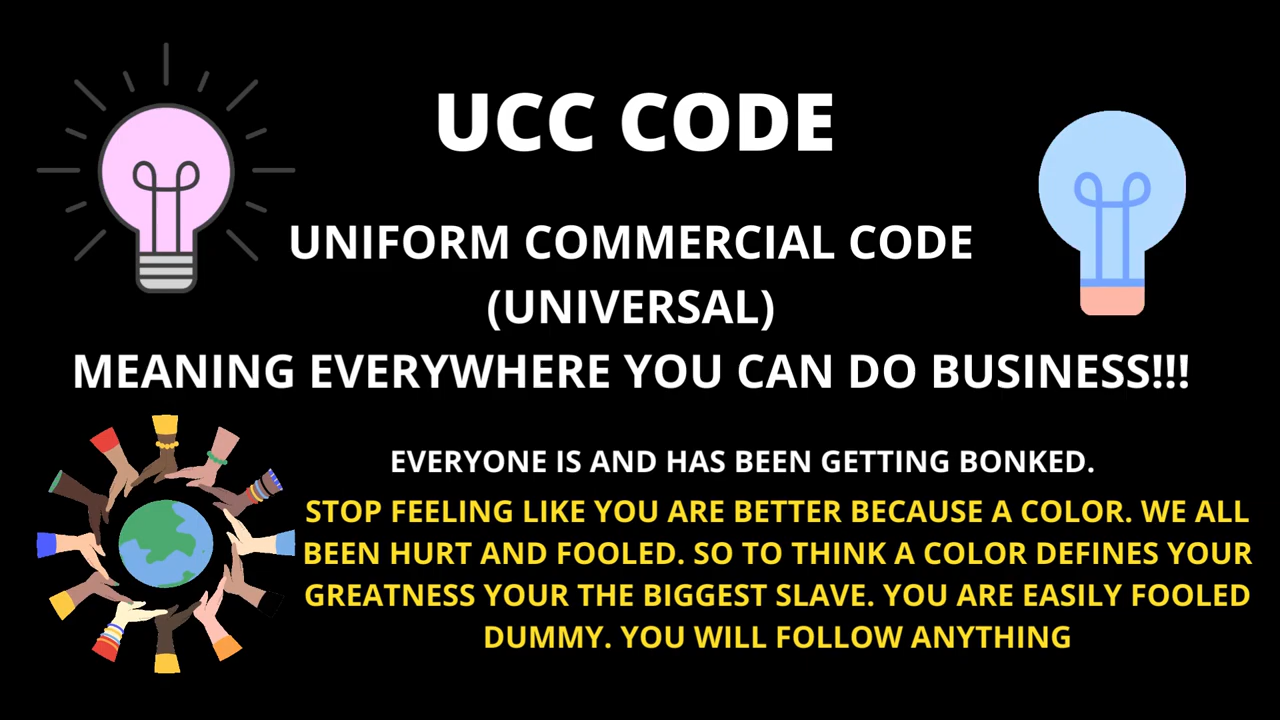 UCC CODE
UNIFORM COMMERCIAL CODE
(UNIVERSAL)
MEANING EVERYWHERE YOU CAN DO BUSINESS!!!
EVERYONE IS AND HAS BEEN GETTING BONKED.
STOP FEELING LIKE YOU ARE BETTER BECAUSE A COLOR. WE ALL
BEEN HURT AND FOOLED. SO TO THINK A COLOR DEFINES YOUR
GREATNESS YOUR THE BIGGEST SLAVE. YOU ARE EASILY FOOLED
DUMMY. YOU WILL FOLLOW ANYTHING